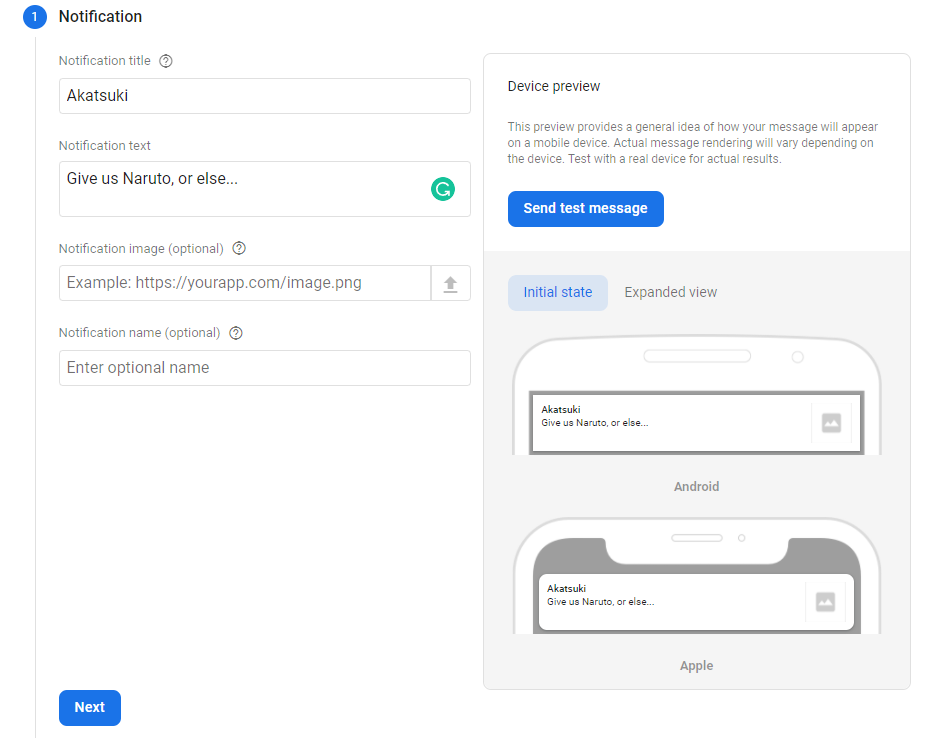 1 Notification
Notification title
Akatsuki
Notification text
Give us Naruto, or else...
Notification image (optional)
Example: https://yourapp.com/image.png
Notification name (optional)
Enter optional name
Next
Device preview
This preview provides a general idea of how your message will appear
on a mobile device. Actual message rendering will vary depending on
the device. Test with a real device for actual results.
Send test message
Initial state Expanded view
Akatsuki
Give us Naruto, or else...
Android
Akatsuki
Give us Naruto, or else...
Apple